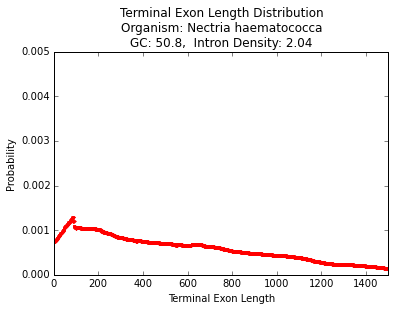 Terminal Exon Length Distribution
Organism: Nectria haematococca
GC: 50.8,  Intron Density: 2.04
0.005
0.004
0.003
0.002
0.001
0.000
Probability
0 200 400 600 800 1000 1200 1400
Terminal Exon Length